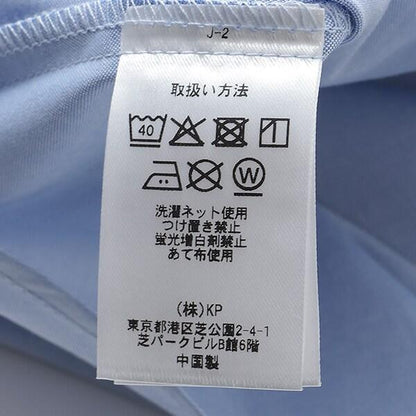 J-2
取扱い方法
40
W
洗濯ネット使用
つけ置き禁止
蛍光増白剤禁止
あて布使用
(株)KP
東京都港区芝公園2-4-1
芝パークビルB館6階
中国製